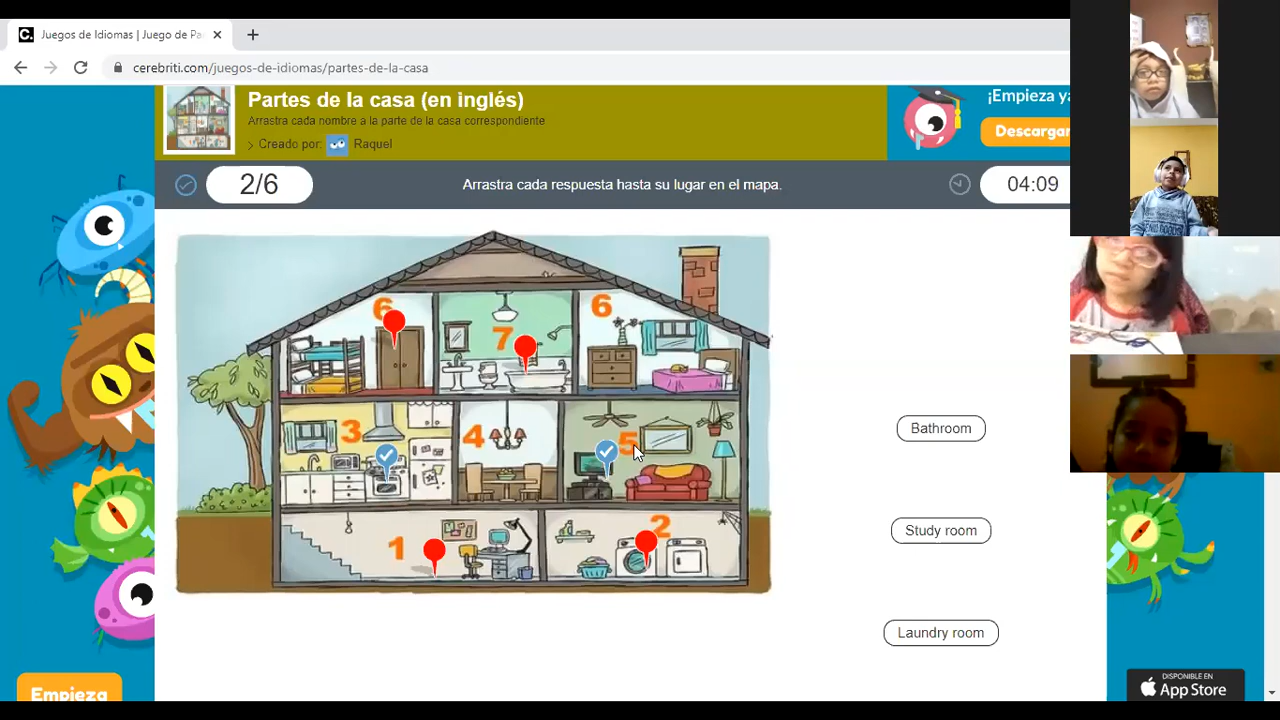 Juegos de Idiomas | Juego de Pa
cerebriti.com/juegos-de-idiomas/partes-de-la-casa
Partes de la casa (en inglés)
Arrastra cada nombre a la parte de la casa correspondiente
> Creado por: Raquel
¡Empieza ya
Descargar
2/6
Arrastra cada respuesta hasta su lugar en el mapa.
04:09
6
7
6
3
4
5
1
2
Bathroom
Study room
Laundry room
Empieza
DISPONIBLE EN
App Store